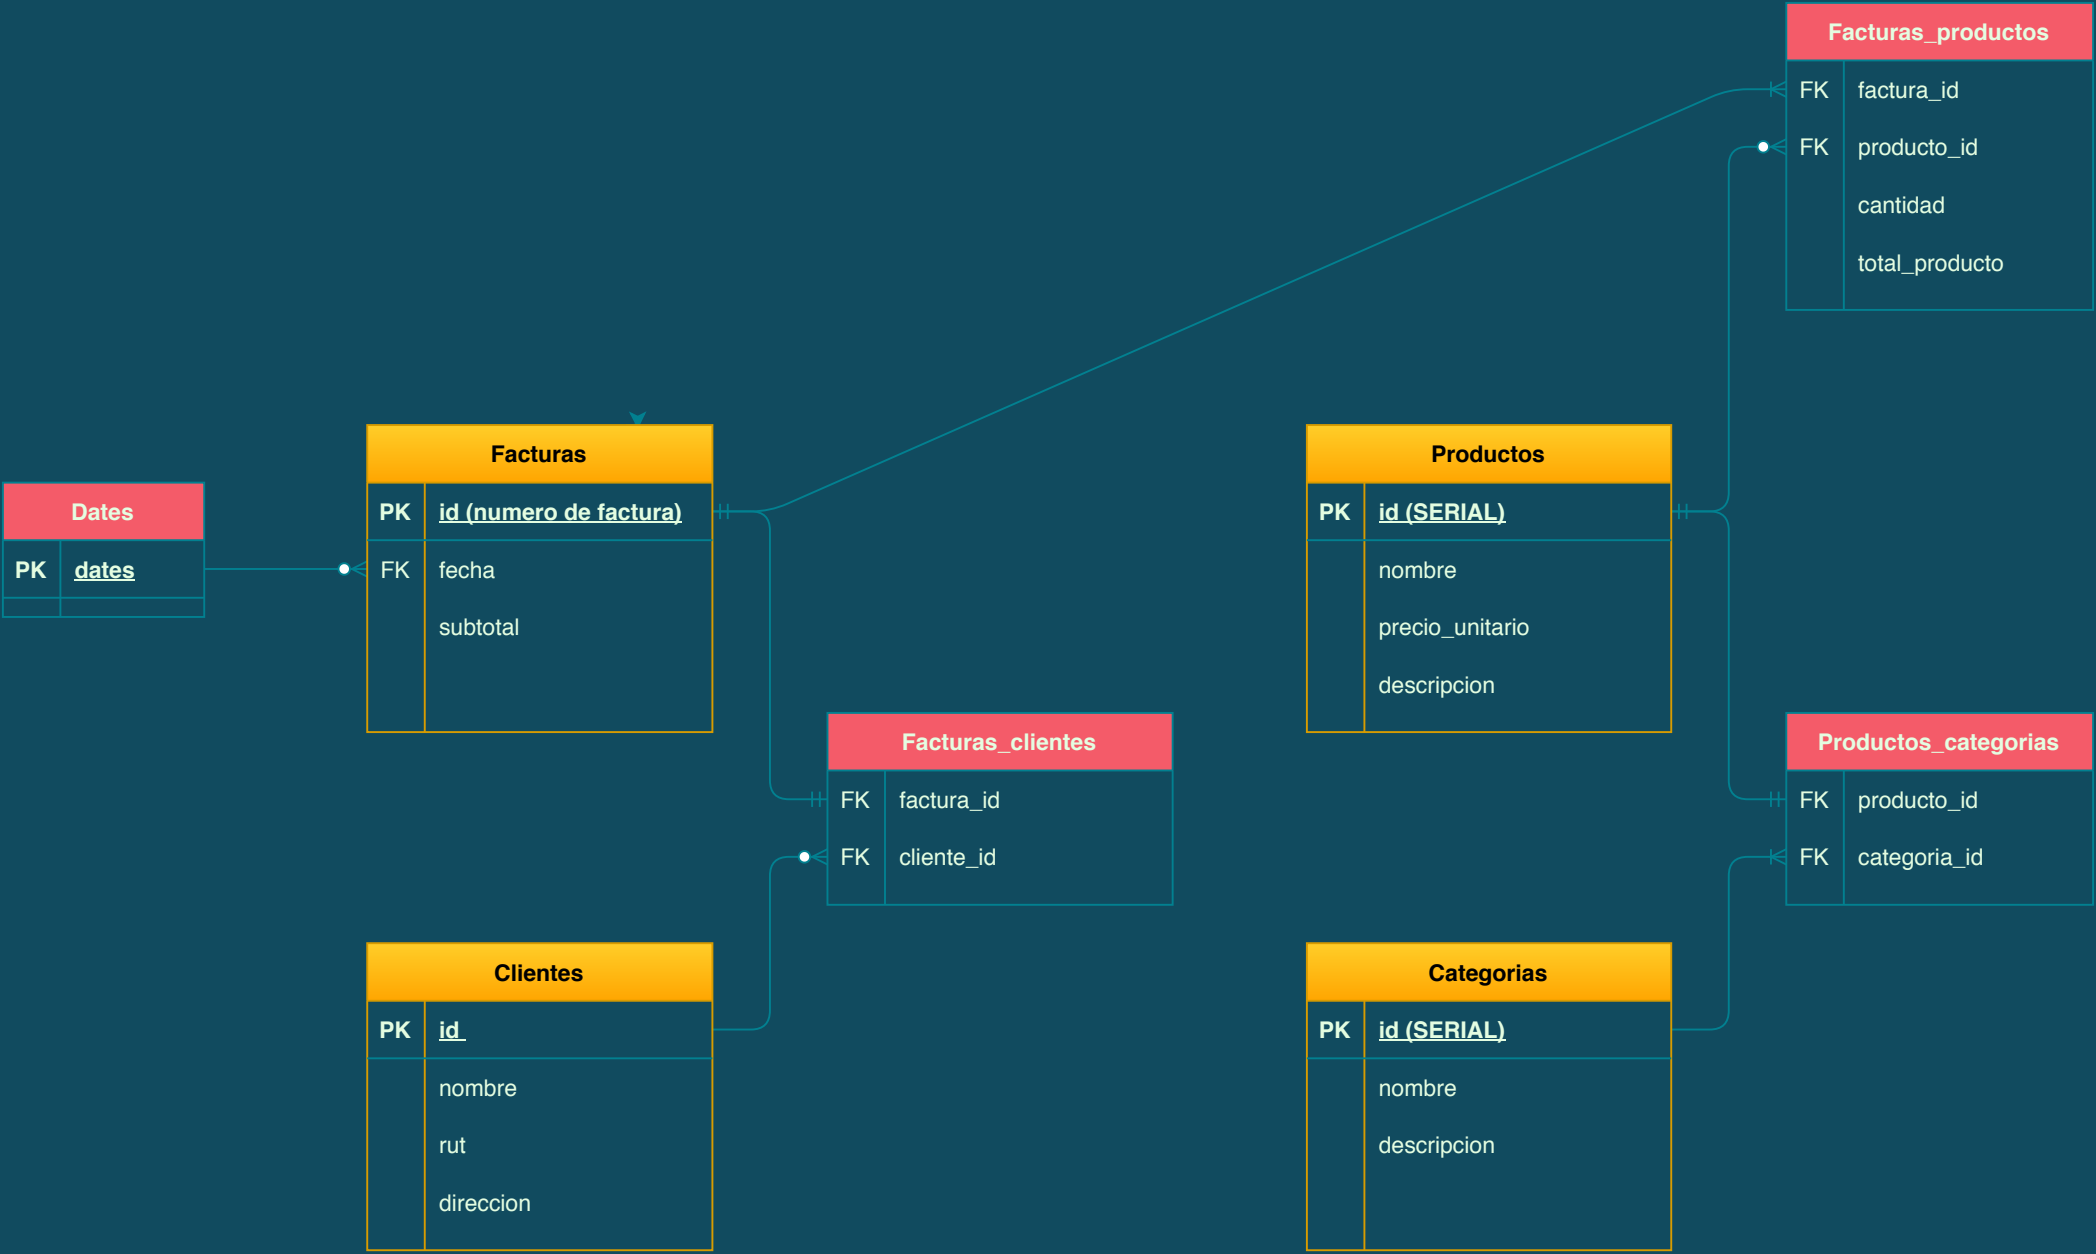 Facturas_productos
FK factura_id
FK producto_id
cantidad
total_producto
Facturas
PK id (numero de factura)
FK fecha
subtotal
Productos
PK id (SERIAL)
nombre
precio_unitario
descripcion
Dates
PK dates
Facturas_clientes
FK factura_id
FK cliente_id
Productos_categorias
FK producto_id
FK categoria_id
Clientes
PK id
nombre
rut
direccion
Categorias
PK id (SERIAL)
nombre
descripcion